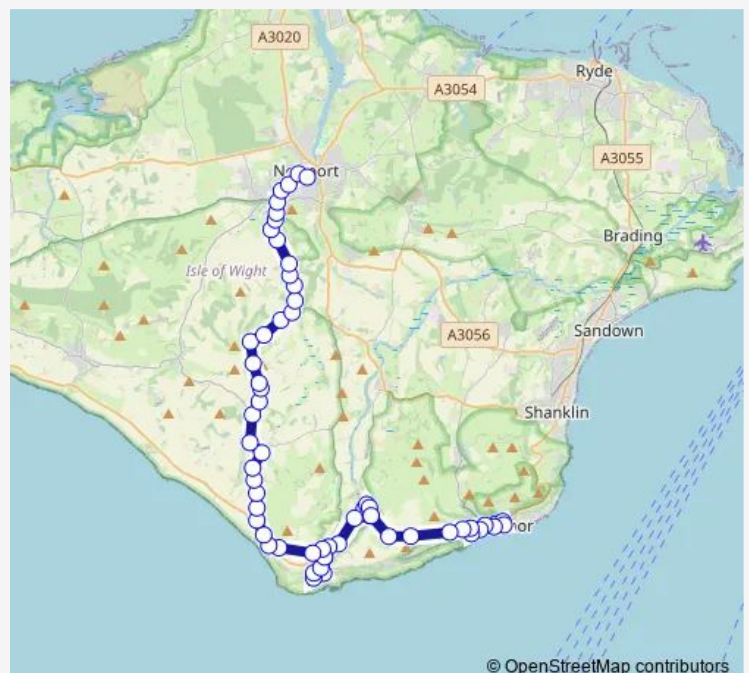 A3020
Ryde
A3054
A3055
Brading
Isle of Wight
A3056
Sandown
Shanklin
© OpenStreetMap contributors